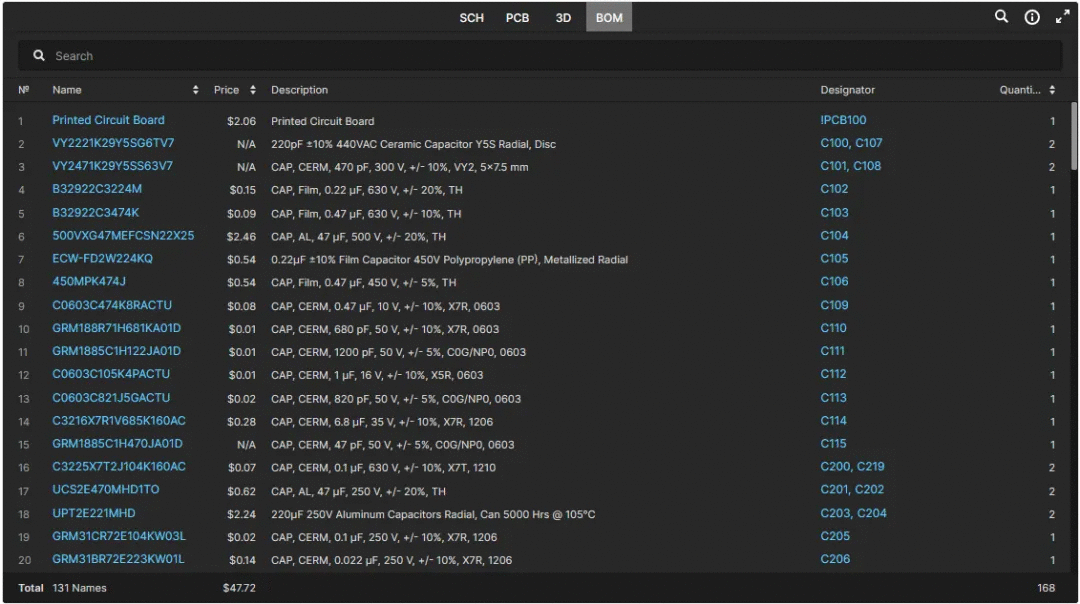 SCH PCB 3D BOM
Search
№ Name Price Description Designator Quanti...
1 Printed Circuit Board $2.06 Printed Circuit Board IPCB100 1
2 VY2221K29Y5SG6TV7 N/A 220pF ±10% 440VAC Ceramic Capacitor Y5S Radial, Disc C100, C107 2
3 VY2471K29Y5SS63V7 N/A CAP, CERM, 470 pF, 300 V, +/- 10%, VY2, 5x7.5 mm C101, C108 2
4 B32922C3224M $0.15 CAP, Film, 0.22 µF, 630 V, +/- 20%, TH C102 1
5 B32922C3474K $0.09 CAP, Film, 0.47 µF, 630 V, +/- 10%, TH C103 1
6 500VXG47MEFCSN22X25 $2.46 CAP, AL, 47 µF, 500 V, +/- 20%, TH C104 1
7 ECW-FD2W224KQ $0.54 0.22µF ±10% Film Capacitor 450V Polypropylene (PP), Metallized Radial C105 1
8 450MPK474J $0.54 CAP, Film, 0.47 µF, 450 V, +/- 5%, TH C106 1
9 C0603C474K8RACTU $0.08 CAP, CERM, 0.47 µF, 10 V, +/- 10%, X7R, 0603 C109 1
10 GRM188R71H681KA01D $0.01 CAP, CERM, 680 pF, 50 V, +/- 10%, X7R, 0603 C110 1
11 GRM1885C1H122JA01D $0.01 CAP, CERM, 1200 pF, 50 V, +/- 5%, C0G/NP0, 0603 C111 1
12 C0603C105K4PACTU $0.01 CAP, CERM, 1 µF, 16 V, +/- 10%, X5R, 0603 C112 1
13 C0603C821J5GACTU $0.02 CAP, CERM, 820 pF, 50 V, +/- 5%, C0G/NP0, 0603 C113 1
14 C3216X7R1V685K160AC $0.28 CAP, CERM, 6.8 µF, 35 V, +/- 10%, X7R, 1206 C114 1
15 GRM1885C1H470JA01D N/A CAP, CERM, 47 pF, 50 V, +/- 5%, C0G/NP0, 0603 C115 1
16 C3225X7T2J104K160AC $0.07 CAP, CERM, 0.1 µF, 630 V, +/- 10%, X7T, 1210 C200, C219 2
17 UCS2E470MHD1TO $0.62 CAP, AL, 47 µF, 250 V, +/- 20%, TH C201, C202 2
18 UPT2E221MHD $2.24 220µF 250V Aluminum Capacitors Radial, Can 5000 Hrs @ 105°C C203, C204 2
19 GRM31CR72E104KW03L $0.02 CAP, CERM, 0.1 µF, 250 V, +/- 10%, X7R, 1206 C205 1
20 GRM31BR72E223KW01L $0.14 CAP, CERM, 0.022 µF, 250 V, +/- 10%, X7R, 1206 C206 1
Total 131 Names $47.72 168